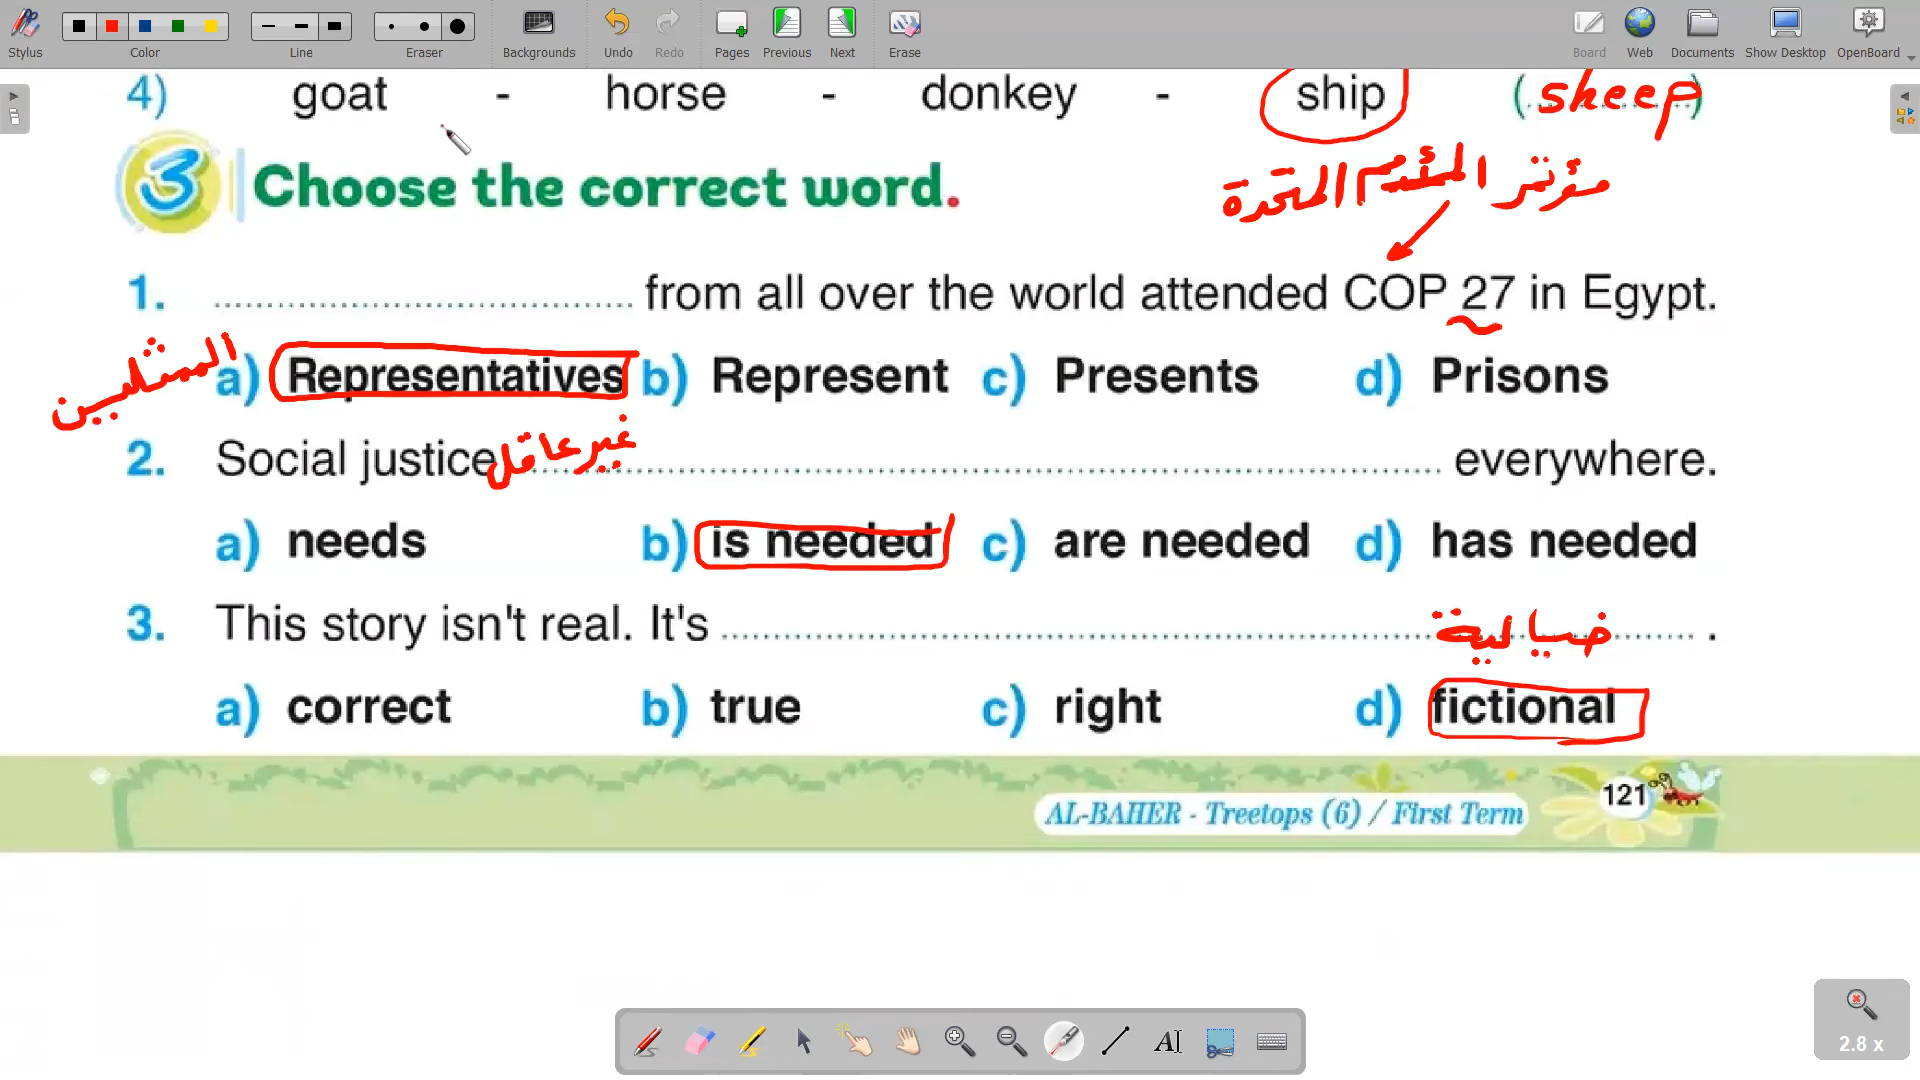 Stylus Color Line Eraser Backgrounds Undo Redo Pages Previous Next Erase Board Web Documents Show Desktop OpenBoard
4) goat - horse - donkey - ship (sheep)
3 Choose the correct word.
مؤتمر المتحدة
1. .......... from all over the world attended COP 27 in Egypt.
الممثلين
a) Representatives b) Represent c) Presents d) Prisons
غير عاقل
2. Social justice .......... everywhere.
a) needs b) is needed c) are needed d) has needed
3. This story isn't real. It's .......... .
خيالية
a) correct b) true c) right d) fictional
AL-BAHER - Treetops (6) / First Term 121
2.8 x